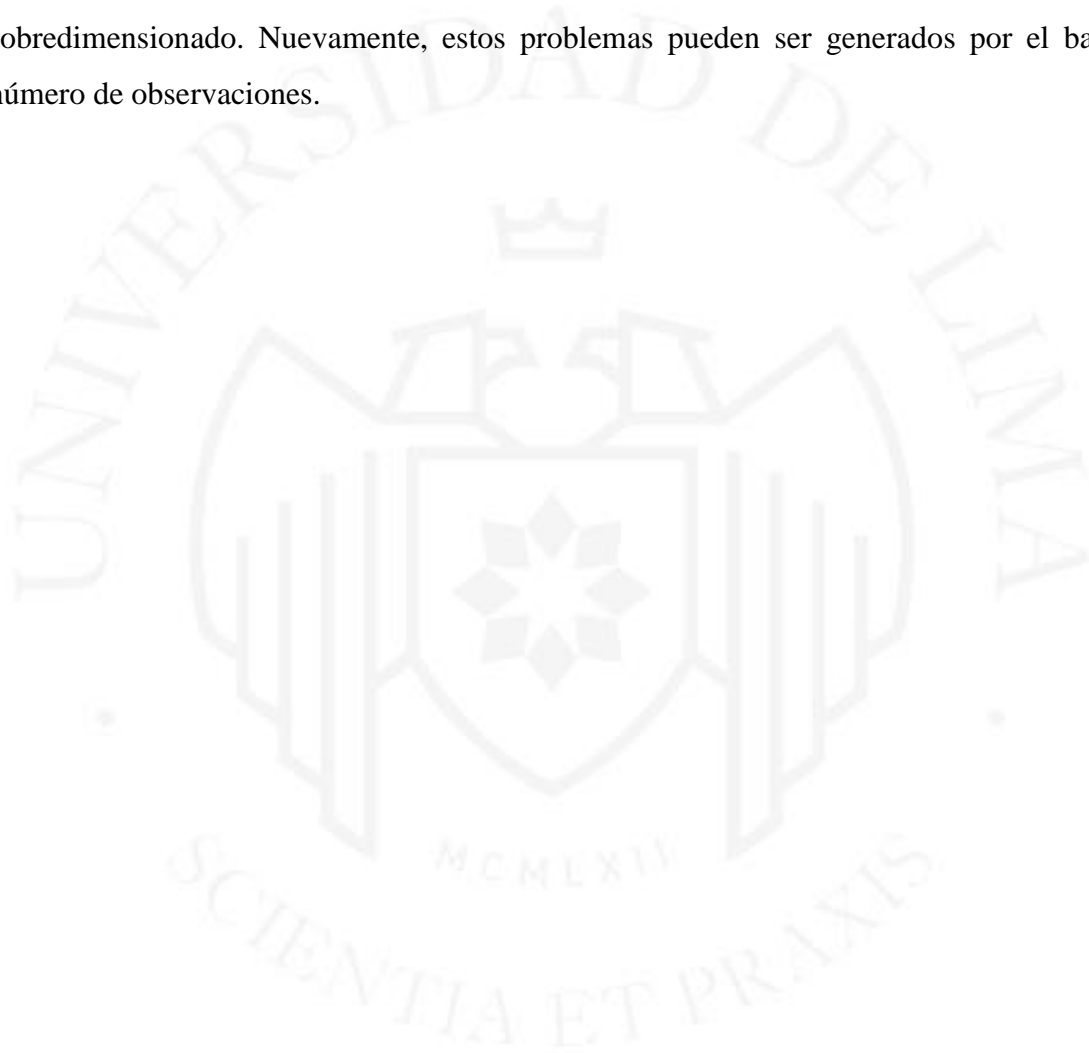 obredimensionado. Nuevamente, estos problemas pueden ser generados por el ba
número de observaciones.
UNIVERSIDAD DE LIMA
MCMLXII
SCIENTIA ET PRAXIS